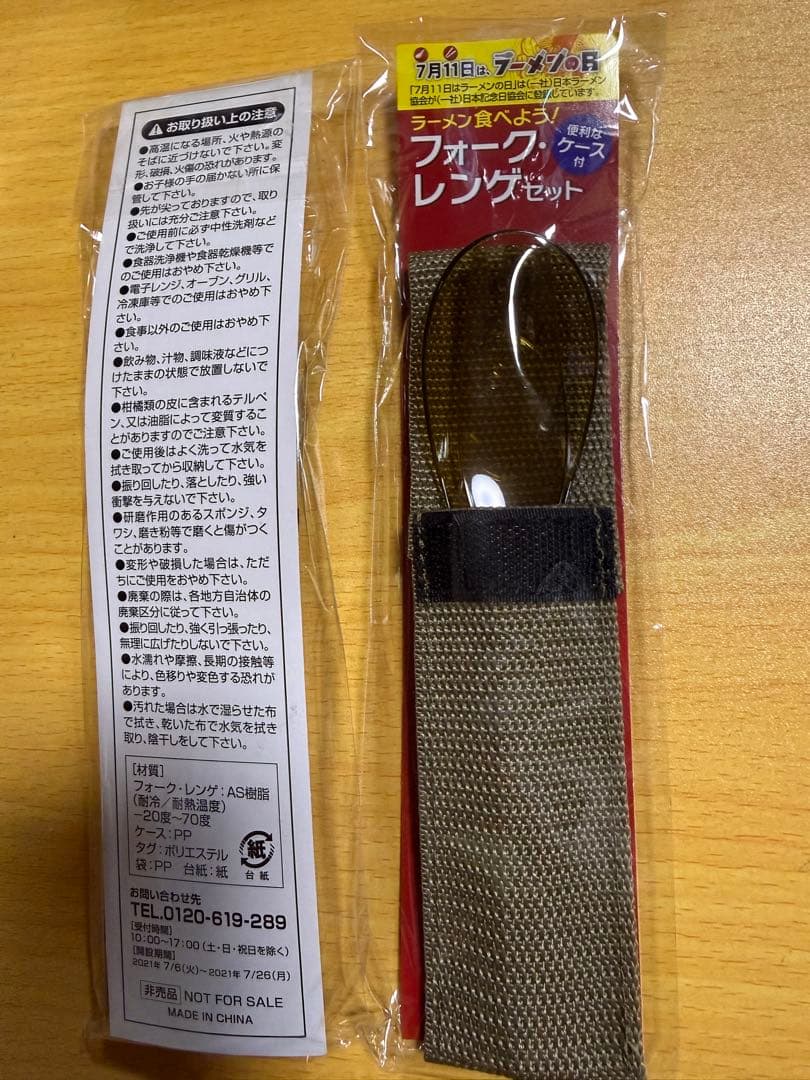 ⚠お取り扱い上の注意
●高温になる場所、火や熱源の
そばに近づけないで下さい。変
形、破損、火傷の恐れがあります。
●お子様の手の届かない所に保
管して下さい。
●先が尖っておりますので、取り
扱いには充分ご注意下さい。
●ご使用前に必ず中性洗剤など
で洗浄して下さい。
●食器洗浄機や食器乾燥機等で
のご使用はおやめ下さい。
●電子レンジ、オーブン、グリル、
冷凍庫等でのご使用はおやめ下
さい。
●食事以外のご使用はおやめ下
さい。
●飲み物、汁物、調味液などにつ
けたままの状態で放置しないで
下さい。
●柑橘類の皮に含まれるテルペ
ン、又は油脂によって変質するこ
とがありますのでご注意下さい。
●ご使用後はよく洗って水気を
拭き取ってから収納して下さい。
●振り回したり、落としたり、強い
衝撃を与えないで下さい。
●研磨作用のあるスポンジ、タ
ワシ、磨き粉等で磨くと傷がつく
ことがあります。
●変形や破損した場合は、ただ
ちにご使用をおやめ下さい。
●廃棄の際は、各地方自治体の
廃棄区分に従って下さい。
●振り回したり、強く引っ張ったり、
無理に広げたりしないで下さい。
●水濡れや摩擦、長期の接触等
により、色移りや変色する恐れが
あります。
●汚れた場合は水で湿らせた布
で拭き、乾いた布で水気を拭き
取り、陰干しをして下さい。
[材質]
フォーク・レンゲ:AS樹脂
(耐冷/耐熱温度)
-20度~70度
ケース:PP
タグ:ポリエステル
袋:PP 台紙:紙
紙
台紙
お問い合わせ先
TEL.0120-619-289
[受付時間]
10:00~17:00(土・日・祝日を除く)
[開設期間]
2021年 7/6(火)~2021年 7/26(月)
非売品 NOT FOR SALE
MADE IN CHINA
7月11日は、ラーメンの日
「7月11日はラーメンの日」は(一社)日本ラーメン
協会が(一社)日本記念日協会に登録しています。
ラーメン食べよう!
フォーク・
レンゲセット
便利な
ケース
付